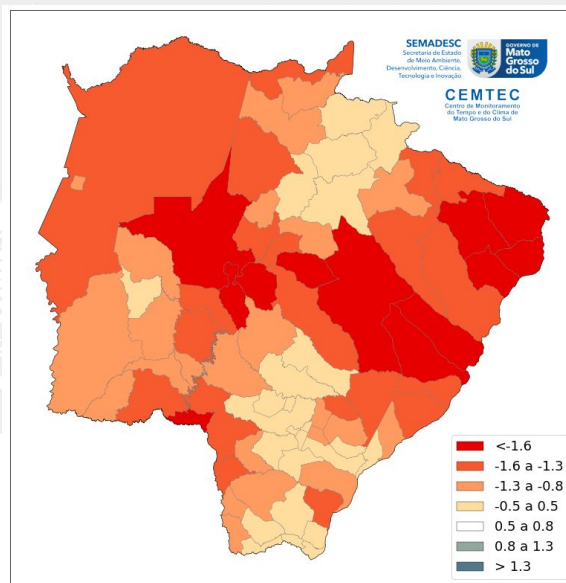 SEMADESC
Secretaria de Estado
de Meio Ambiente,
Desenvolvimento, Ciência,
Tecnologia e Inovação
GOVERNO DE
Mato
Grosso
do Sul
CEMTEC
Centro de Monitoramento
do Tempo e do Clima de
Mato Grosso do Sul
<-1.6
-1.6 a -1.3
-1.3 a -0.8
-0.5 a 0.5
0.5 a 0.8
0.8 a 1.3
> 1.3